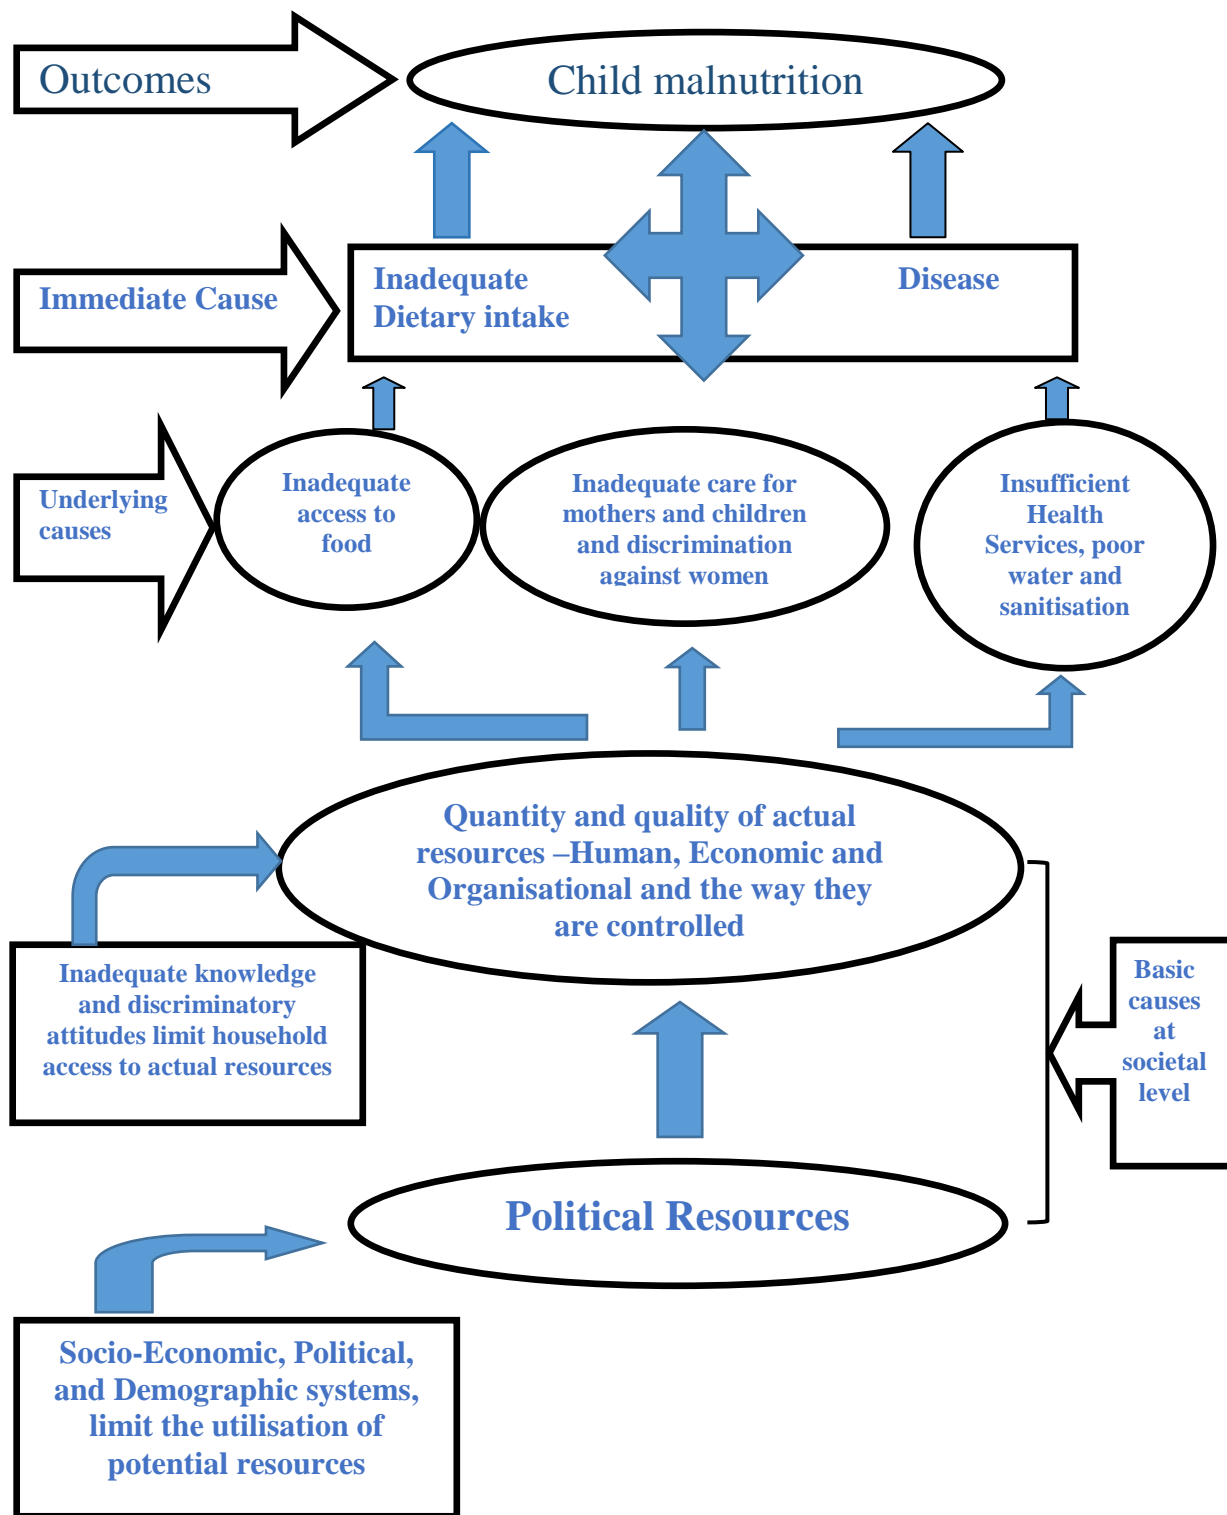 Outcomes
Child malnutrition
Immediate Cause
Inadequate
Dietary intake
Disease
Underlying
causes
Inadequate
access to
food
Inadequate care for
mothers and children
and discrimination
against women
Insufficient
Health
Services, poor
water and
sanitisation
Quantity and quality of actual
resources –Human, Economic and
Organisational and the way they
are controlled
Inadequate knowledge
and discriminatory
attitudes limit household
access to actual resources
Basic
causes
at
societal
level
Political Resources
Socio-Economic, Political,
and Demographic systems,
limit the utilisation of
potential resources